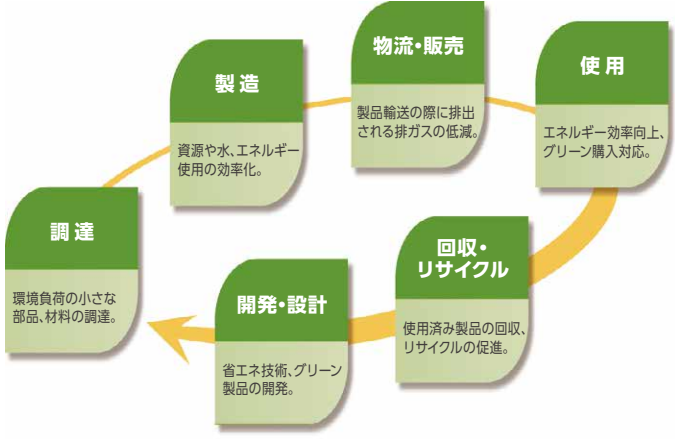 調達
環境負荷の小さな
部品、材料の調達。
製造
資源や水、エネルギー
使用の効率化。
物流・販売
製品輸送の際に排出
される排ガスの低減。
使用
エネルギー効率向上、
グリーン購入対応。
回収・
リサイクル
使用済み製品の回収、
リサイクルの促進。
開発・設計
省エネ技術、グリーン
製品の開発。